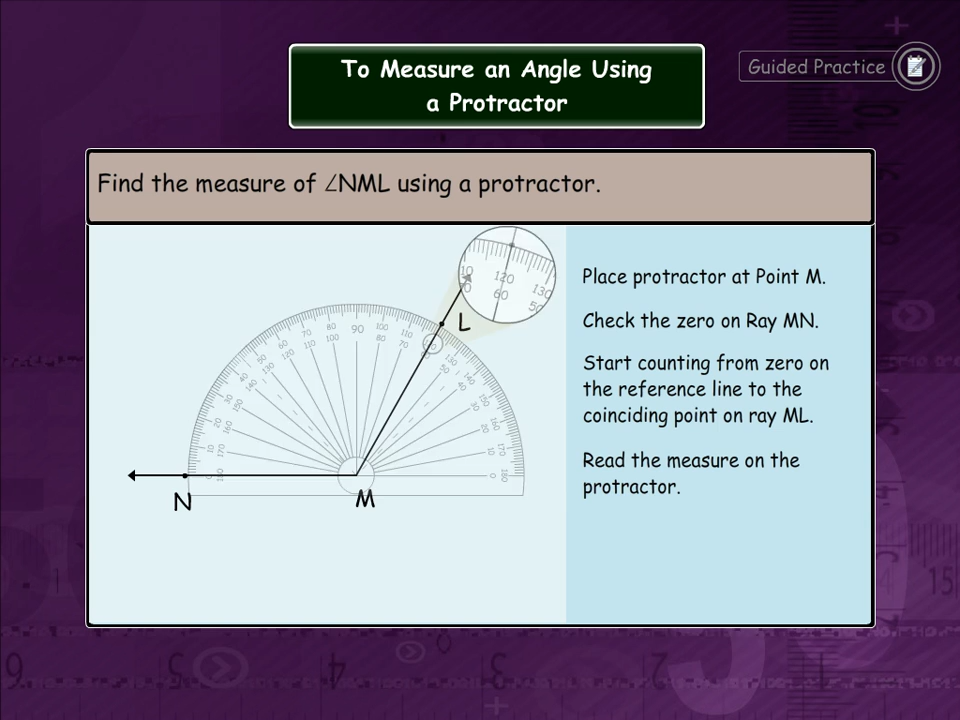 To Measure an Angle Using
a Protractor
Guided Practice
Find the measure of ∠NML using a protractor.
Place protractor at Point M.
Check the zero on Ray MN.
Start counting from zero on
the reference line to the
coinciding point on ray ML.
Read the measure on the
protractor.
120
60
130
50
L
90
N
M